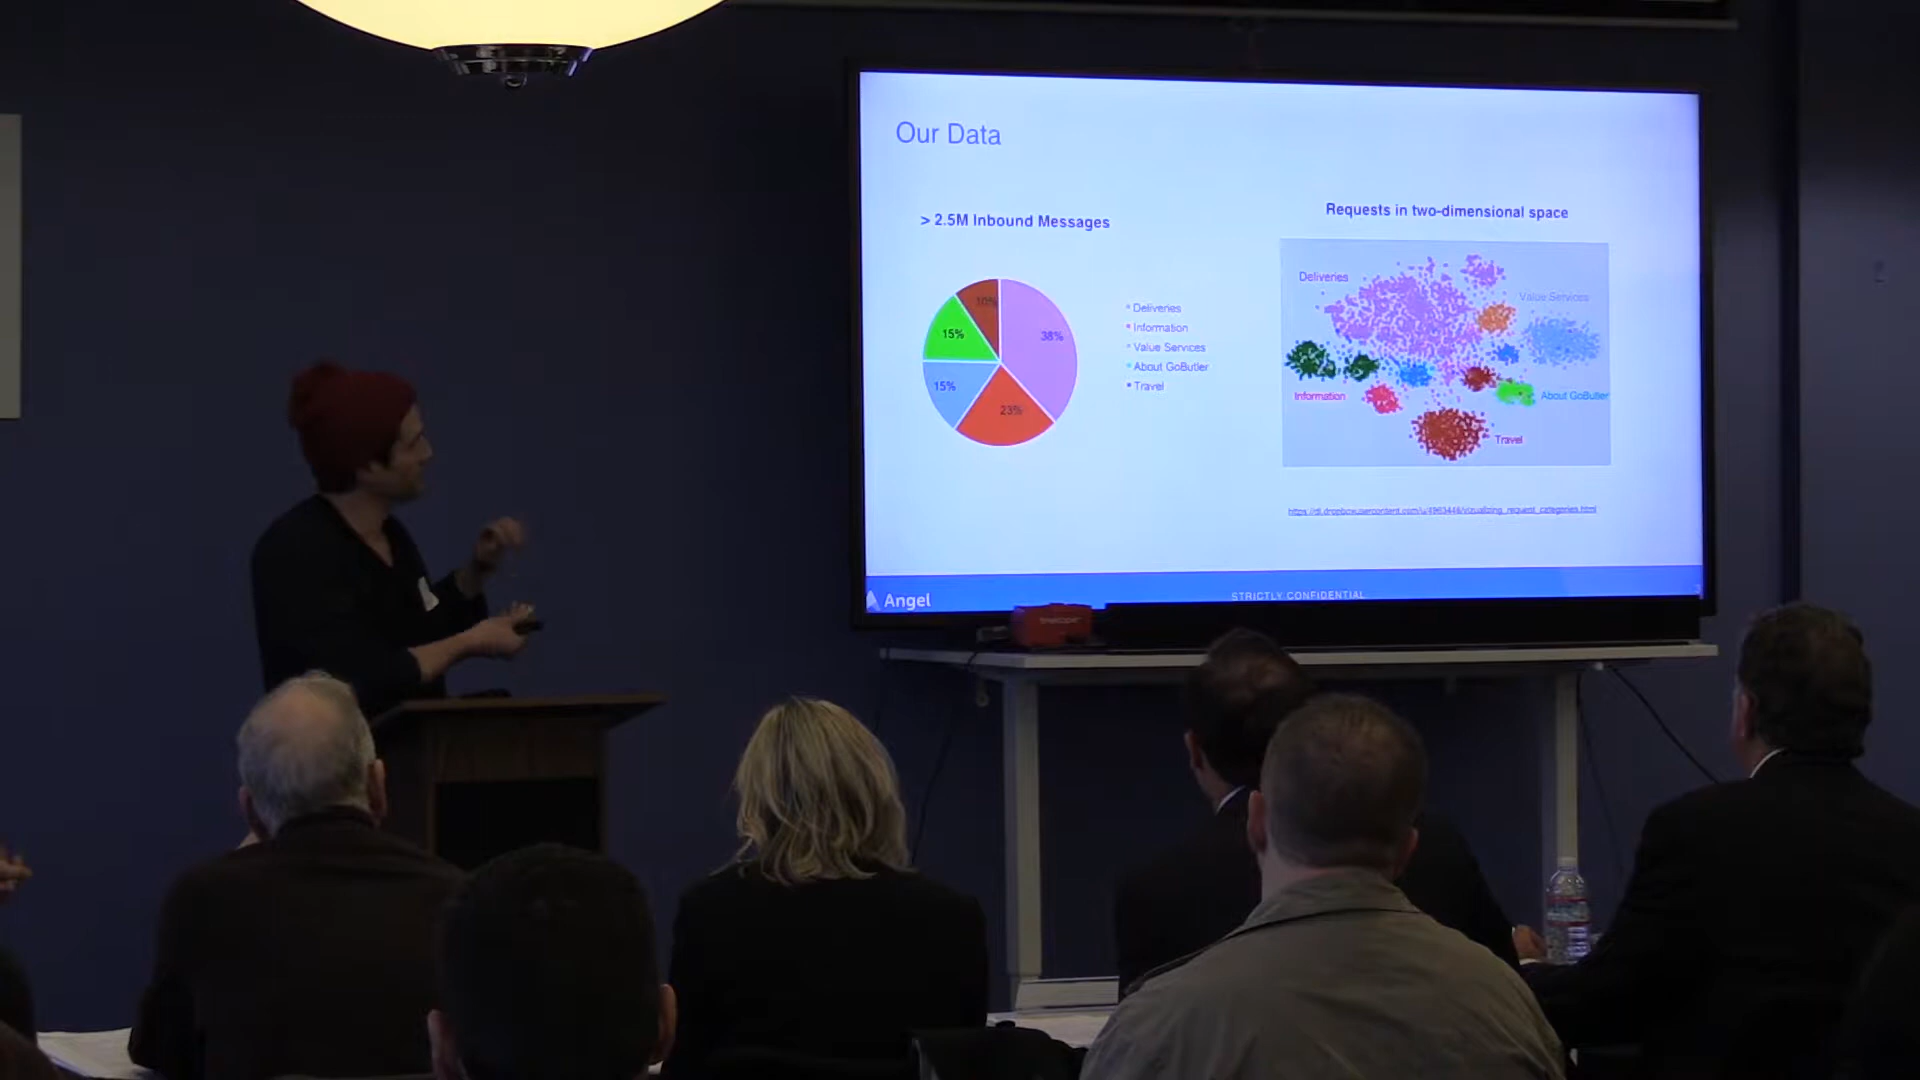 Our Data
> 2.5M Inbound Messages
10%
38%
15%
15%
23%
Deliveries
Information
Value Services
About GoButler
Travel
Requests in two-dimensional space
Deliveries
Value Services
Information
About GoButler
Travel
Angel
STRICTLY CONFIDENTIAL